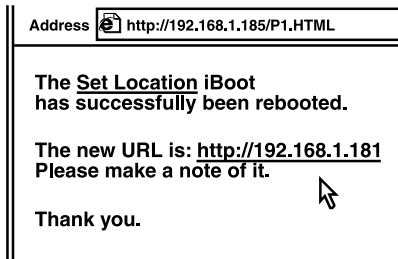 Address http://192.168.1.185/P1.HTML
The Set Location iBoot
has successfully been rebooted.
The new URL is: http://192.168.1.181
Please make a note of it.
Thank you.